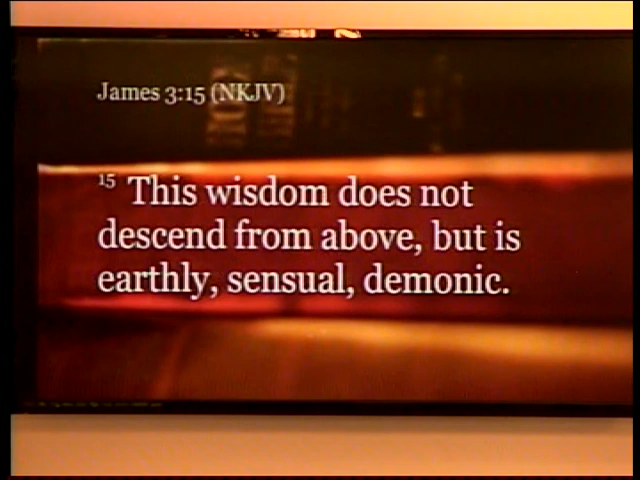 James 3:15 (NKJV)
15 This wisdom does not
descend from above, but is
earthly, sensual, demonic.